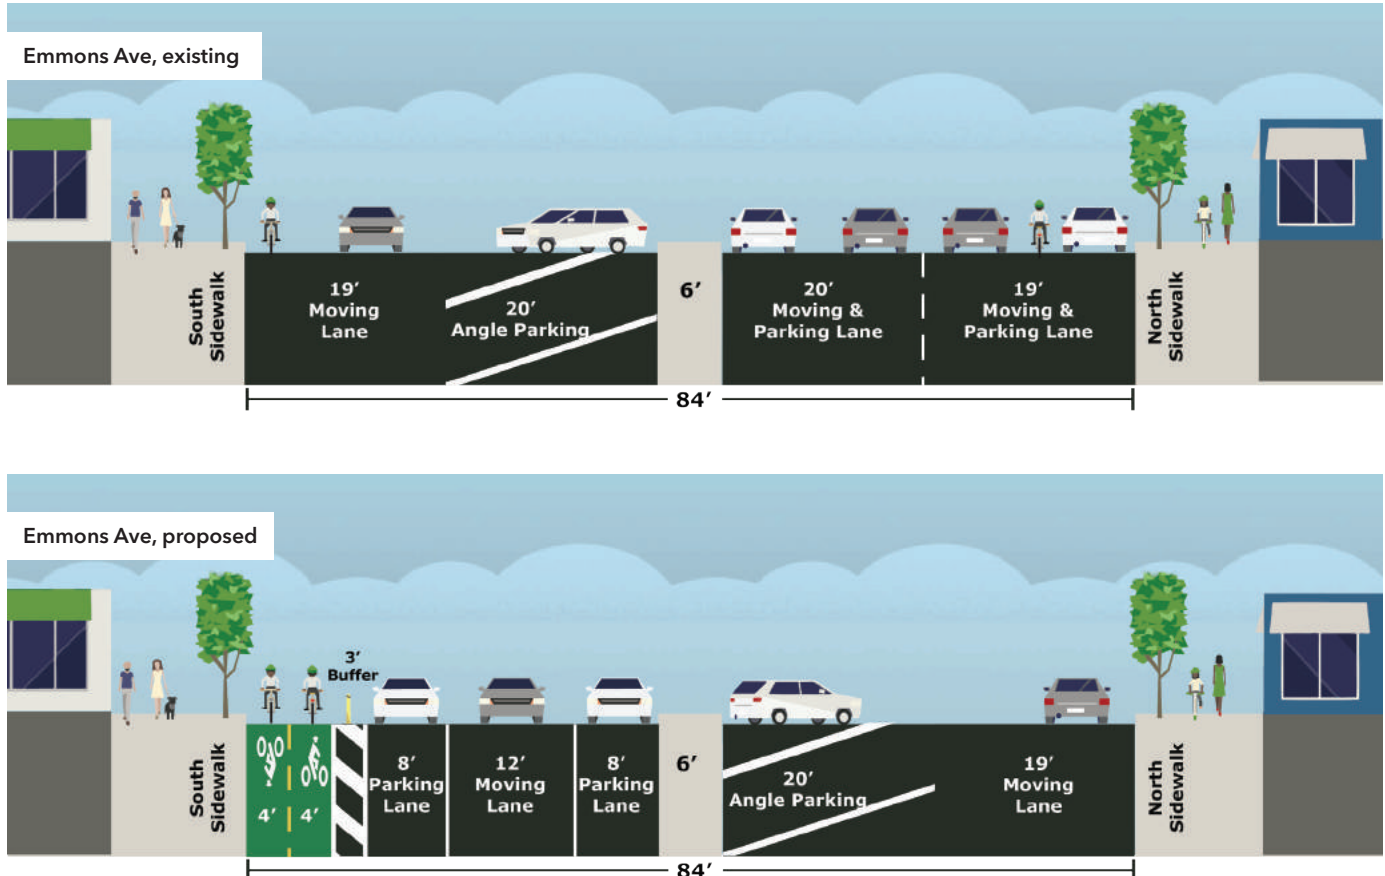 Emmons Ave, existing
South
Sidewalk
19’
Moving
Lane
20’
Angle Parking
6’
20’
Moving &
Parking Lane
19’
Moving &
Parking Lane
North
Sidewalk
84’
Emmons Ave, proposed
South
Sidewalk
4’
4’
3’
Buffer
8’
Parking
Lane
12’
Moving
Lane
8’
Parking
Lane
6’
20’
Angle Parking
19’
Moving
Lane
North
Sidewalk
84’